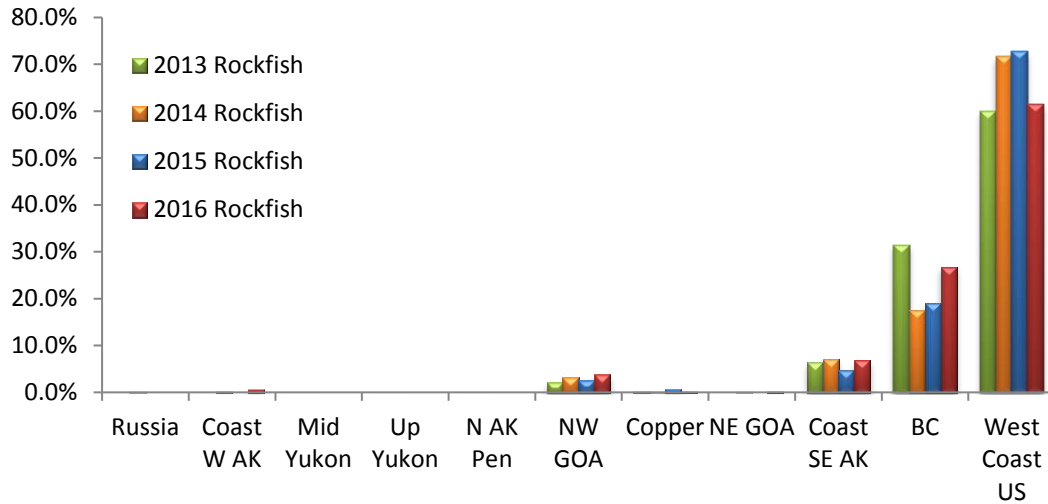 80.0%
70.0%
60.0%
50.0%
40.0%
30.0%
20.0%
10.0%
0.0%
2013 Rockfish
2014 Rockfish
2015 Rockfish
2016 Rockfish
Russia
Coast
W AK
Mid
Yukon
Up
Yukon
N AK
Pen
NW
GOA
Copper
NE GOA
Coast
SE AK
BC
West
Coast
US